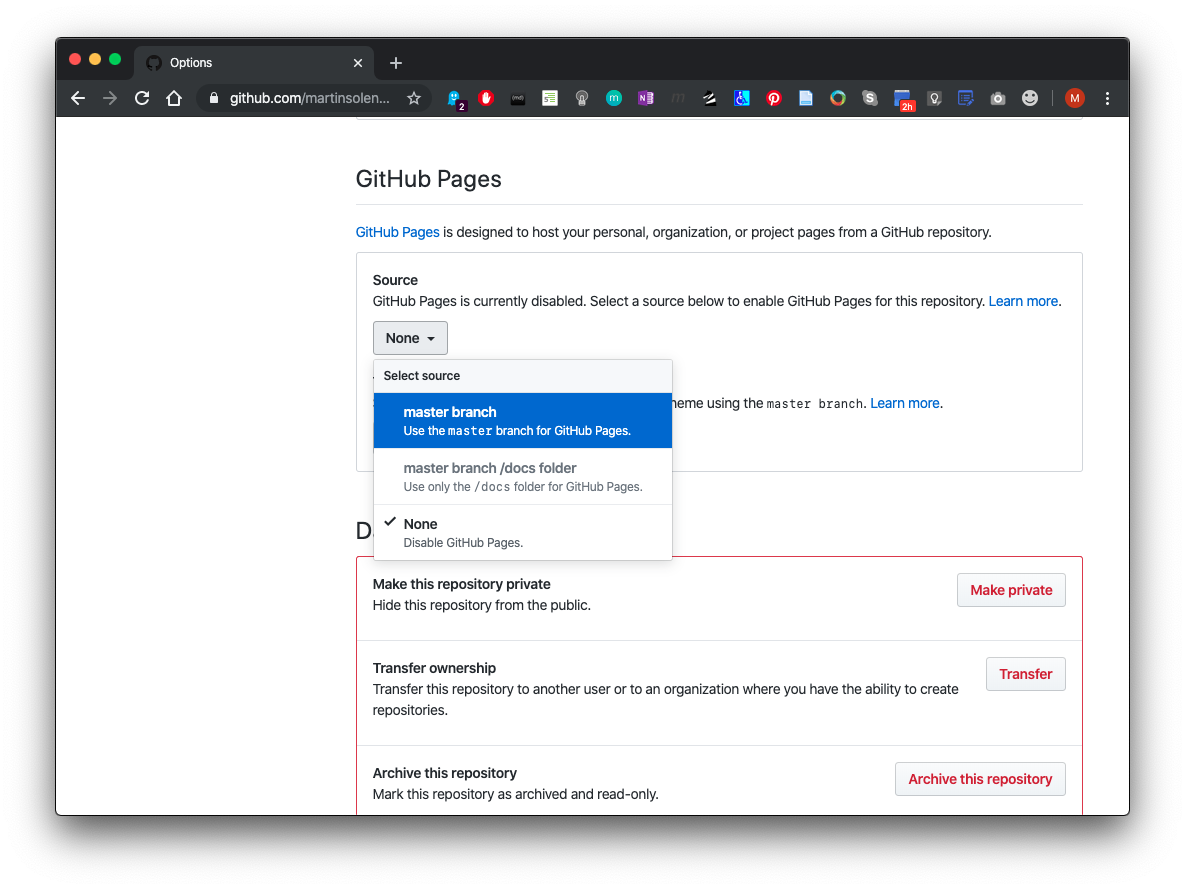 Options
github.com/martinsolen...
2
2h
M
GitHub Pages
GitHub Pages is designed to host your personal, organization, or project pages from a GitHub repository.
Source
GitHub Pages is currently disabled. Select a source below to enable GitHub Pages for this repository. Learn more.
None
Select source
master branch
Use the master branch for GitHub Pages.
heme using the master branch. Learn more.
master branch /docs folder
Use only the /docs folder for GitHub Pages.
None
Disable GitHub Pages.
D
Make this repository private
Hide this repository from the public.
Make private
Transfer ownership
Transfer this repository to another user or to an organization where you have the ability to create
repositories.
Transfer
Archive this repository
Mark this repository as archived and read-only.
Archive this repository